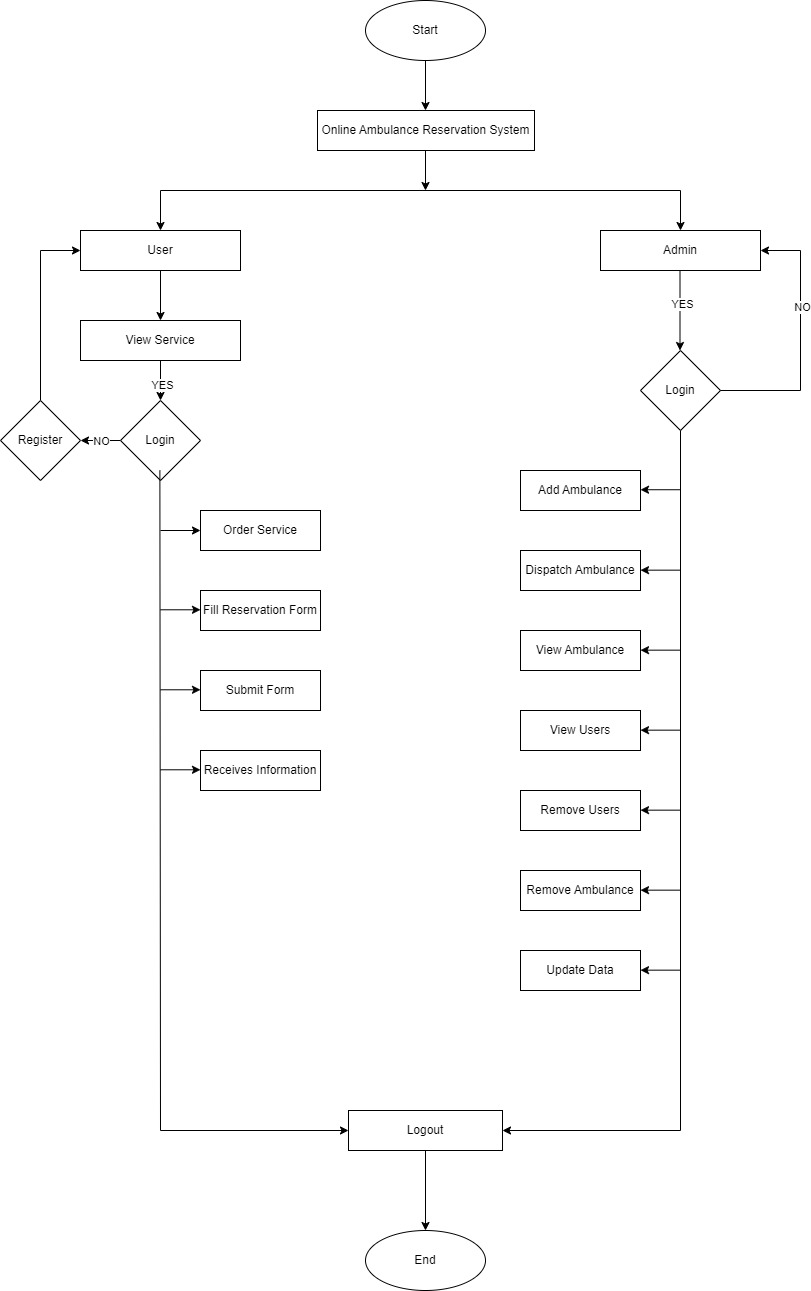 Start
Online Ambulance Reservation System
User
Admin
YES
NO
View Service
YES
Register
NO
Login
Login
Add Ambulance
Order Service
Dispatch Ambulance
Fill Reservation Form
View Ambulance
Submit Form
View Users
Receives Information
Remove Users
Remove Ambulance
Update Data
Logout
End